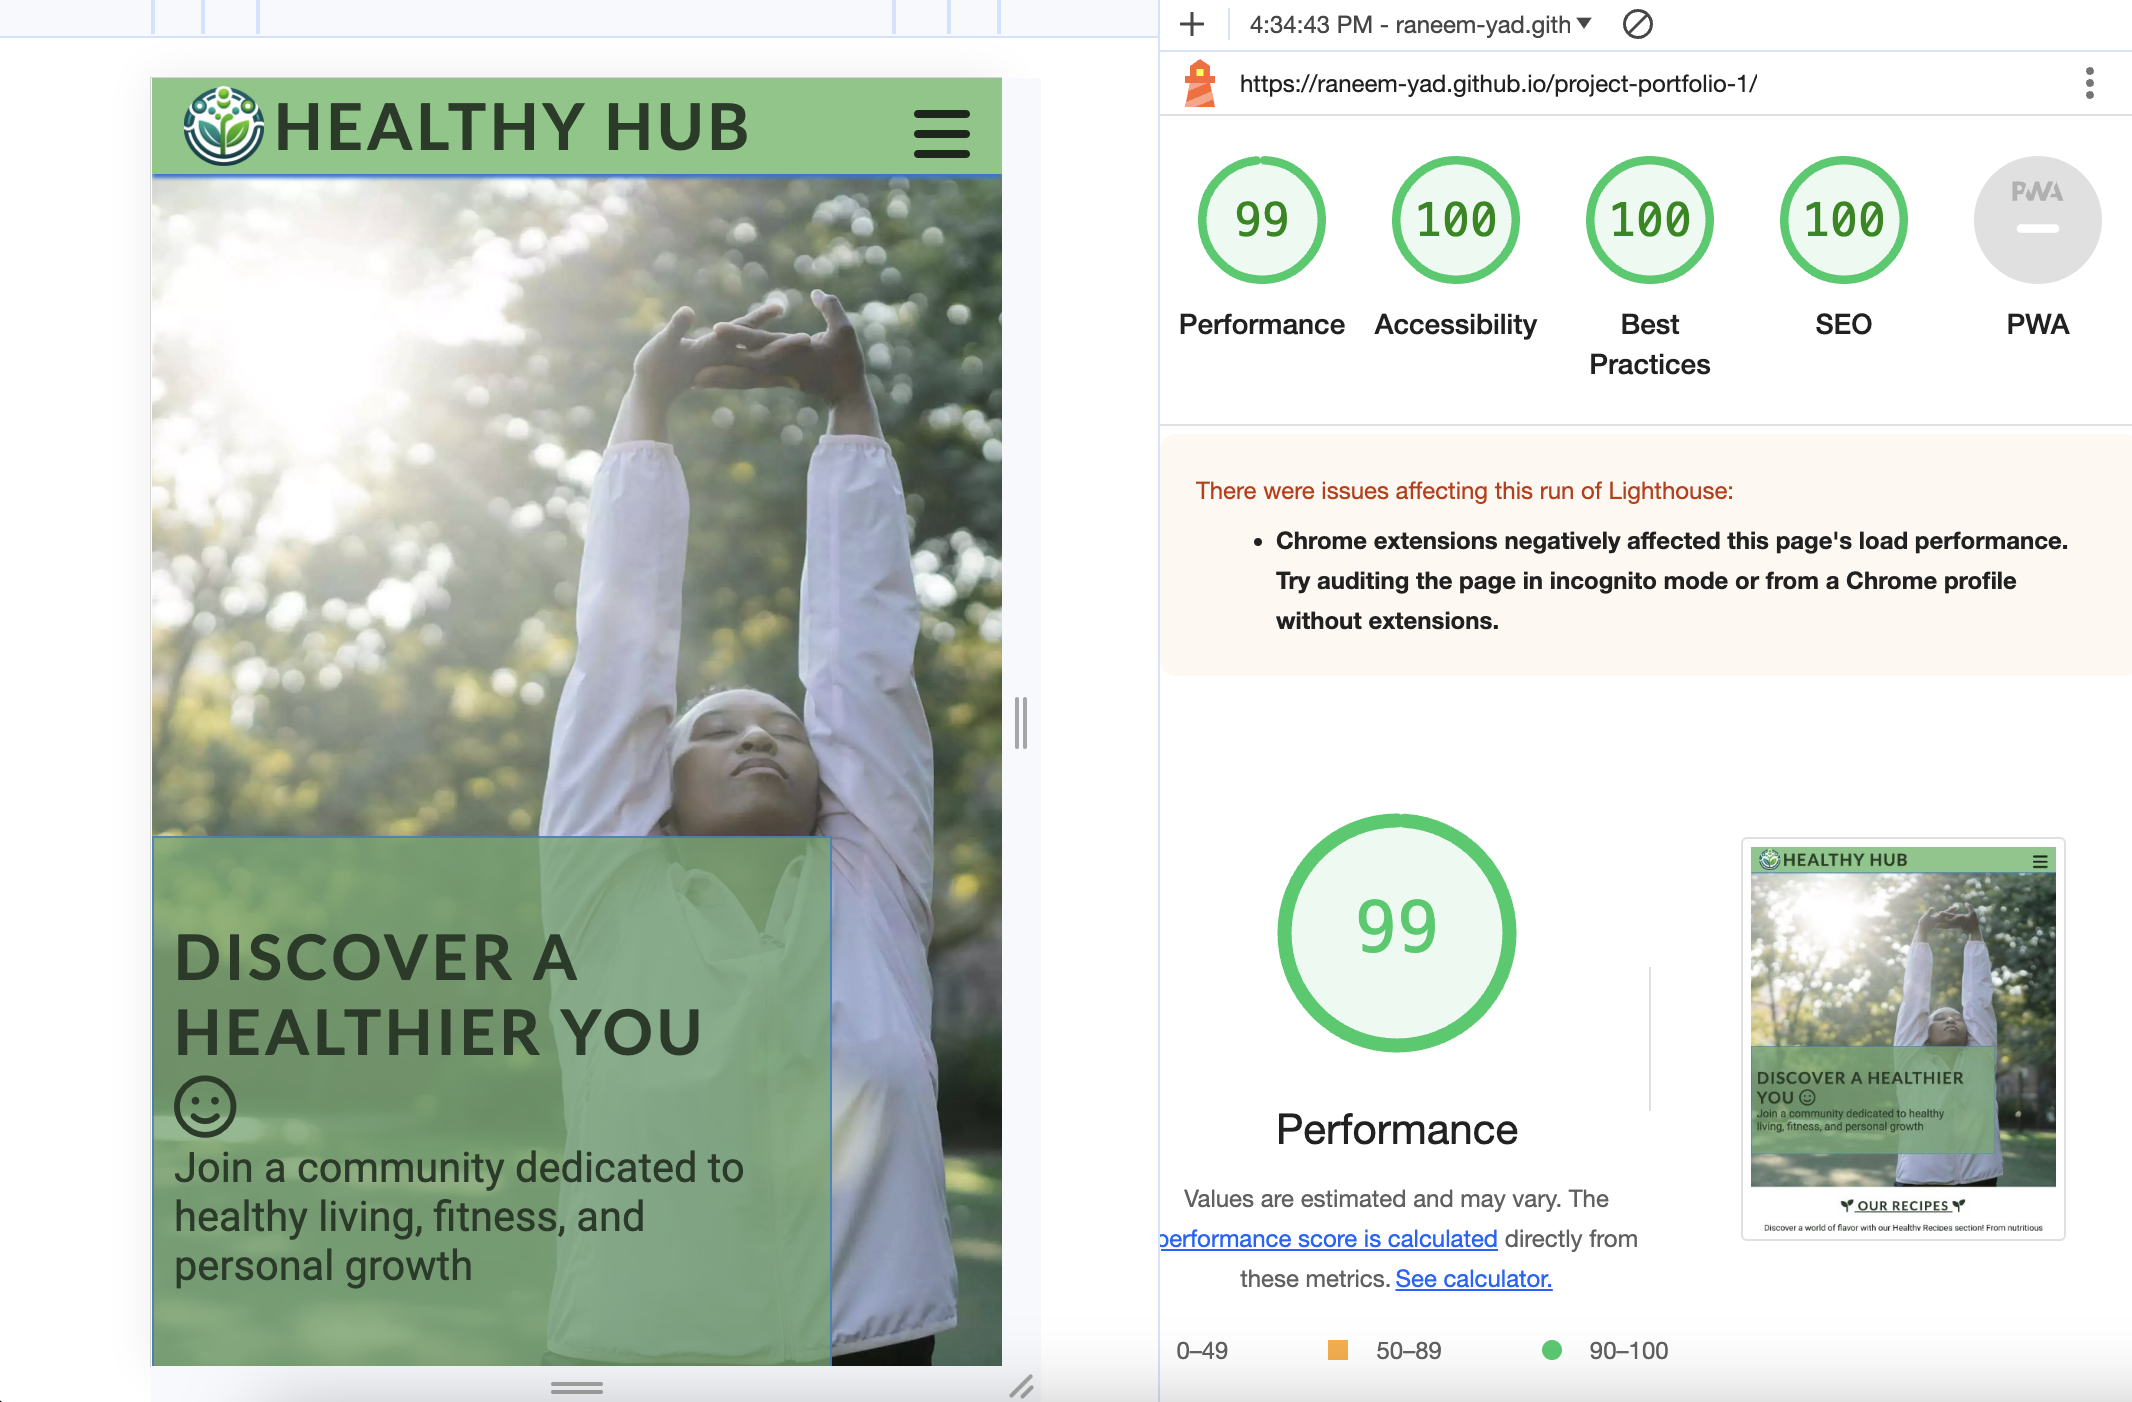 HEALTHY HUB
DISCOVER A
HEALTHIER YOU
Join a community dedicated to
healthy living, fitness, and
personal growth
4:34:43 PM - raneem-yad.gith
https://raneem-yad.github.io/project-portfolio-1/
99
100
100
100
PWA
Performance
Accessibility
Best
Practices
SEO
PWA
There were issues affecting this run of Lighthouse:
• Chrome extensions negatively affected this page's load performance.
Try auditing the page in incognito mode or from a Chrome profile
without extensions.
99
Performance
Values are estimated and may vary. The
performance score is calculated directly from
these metrics. See calculator.
0–49
50–89
90–100
HEALTHY HUB
DISCOVER A HEALTHIER
YOU
Join a community dedicated to healthy
living, fitness, and personal growth
OUR RECIPES
Discover a world of flavor with our Healthy Recipes section! From nutritious